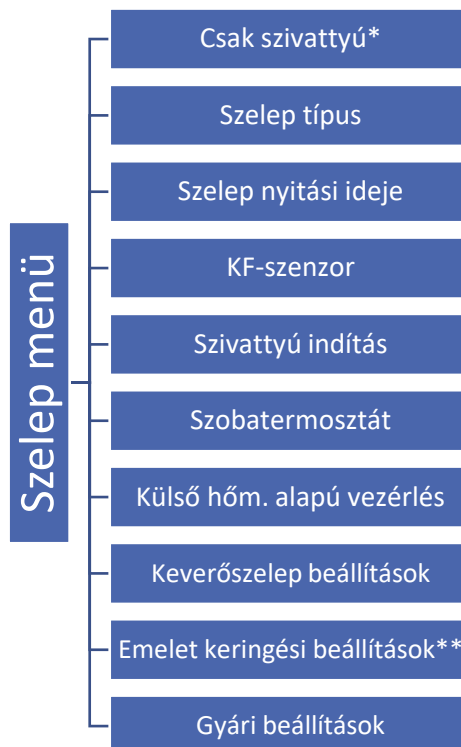 Szelep menü
Csak szivattyú*
Szelep típus
Szelep nyitási ideje
KF-szenzor
Szivattyú indítás
Szobatermosztát
Külső hőm. alapú vezérlés
Keverőszelep beállítások
Emelet keringési beállítások**
Gyári beállítások